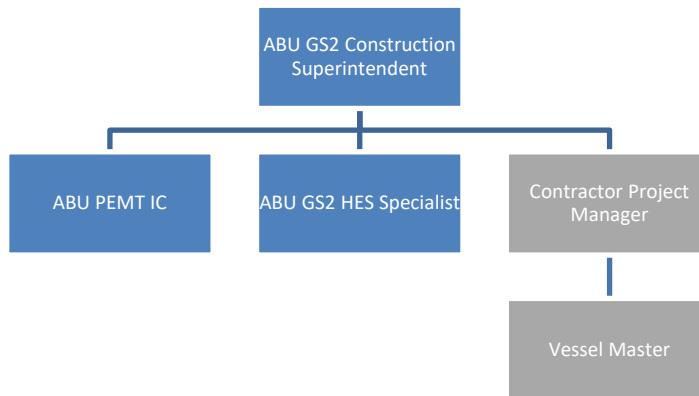 ABU GS2 Construction
Superintendent
ABU PEMT IC
ABU GS2 HES Specialist
Contractor Project
Manager
Vessel Master